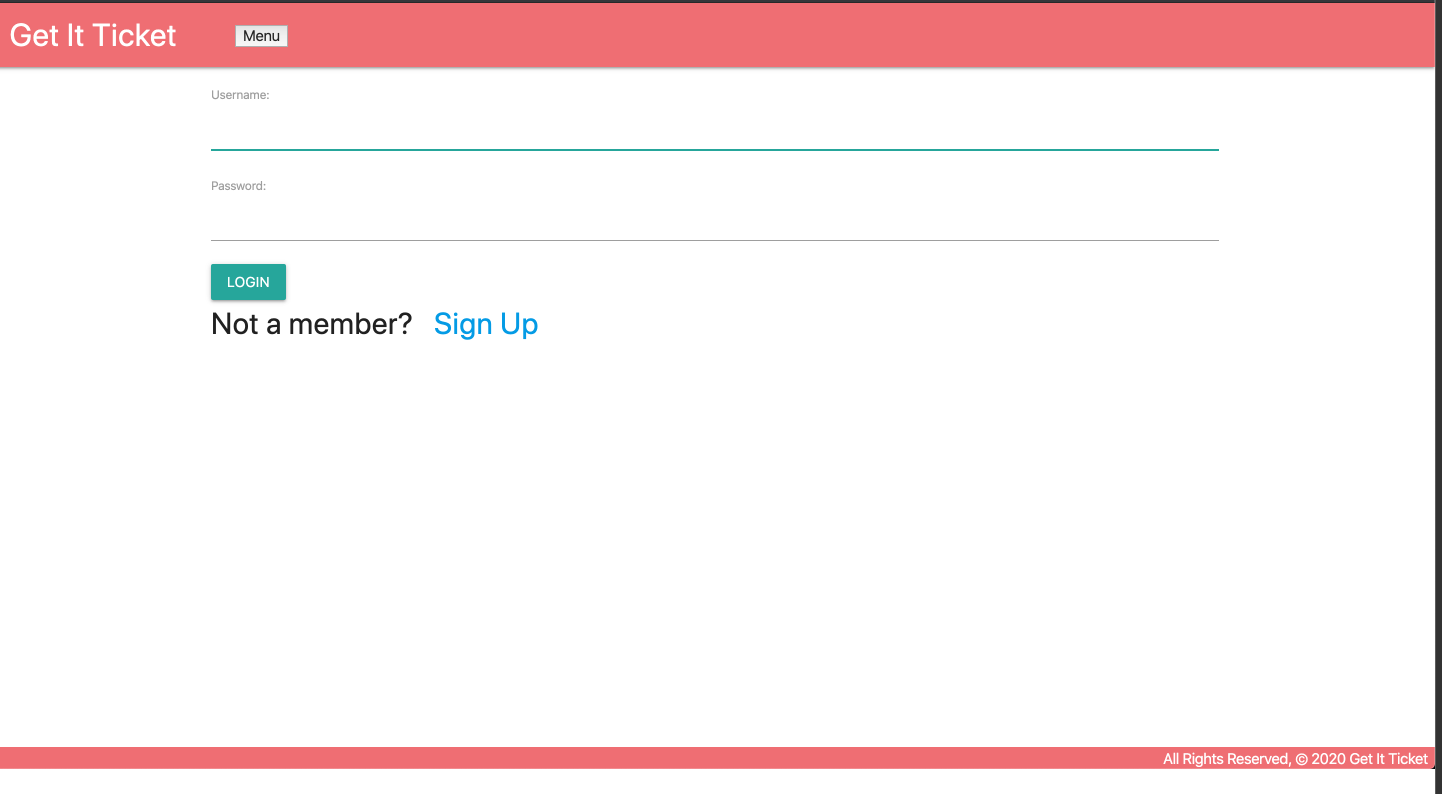 Get It Ticket Menu
Username:
Password:
LOGIN
Not a member? Sign Up
All Rights Reserved, © 2020 Get It Ticket